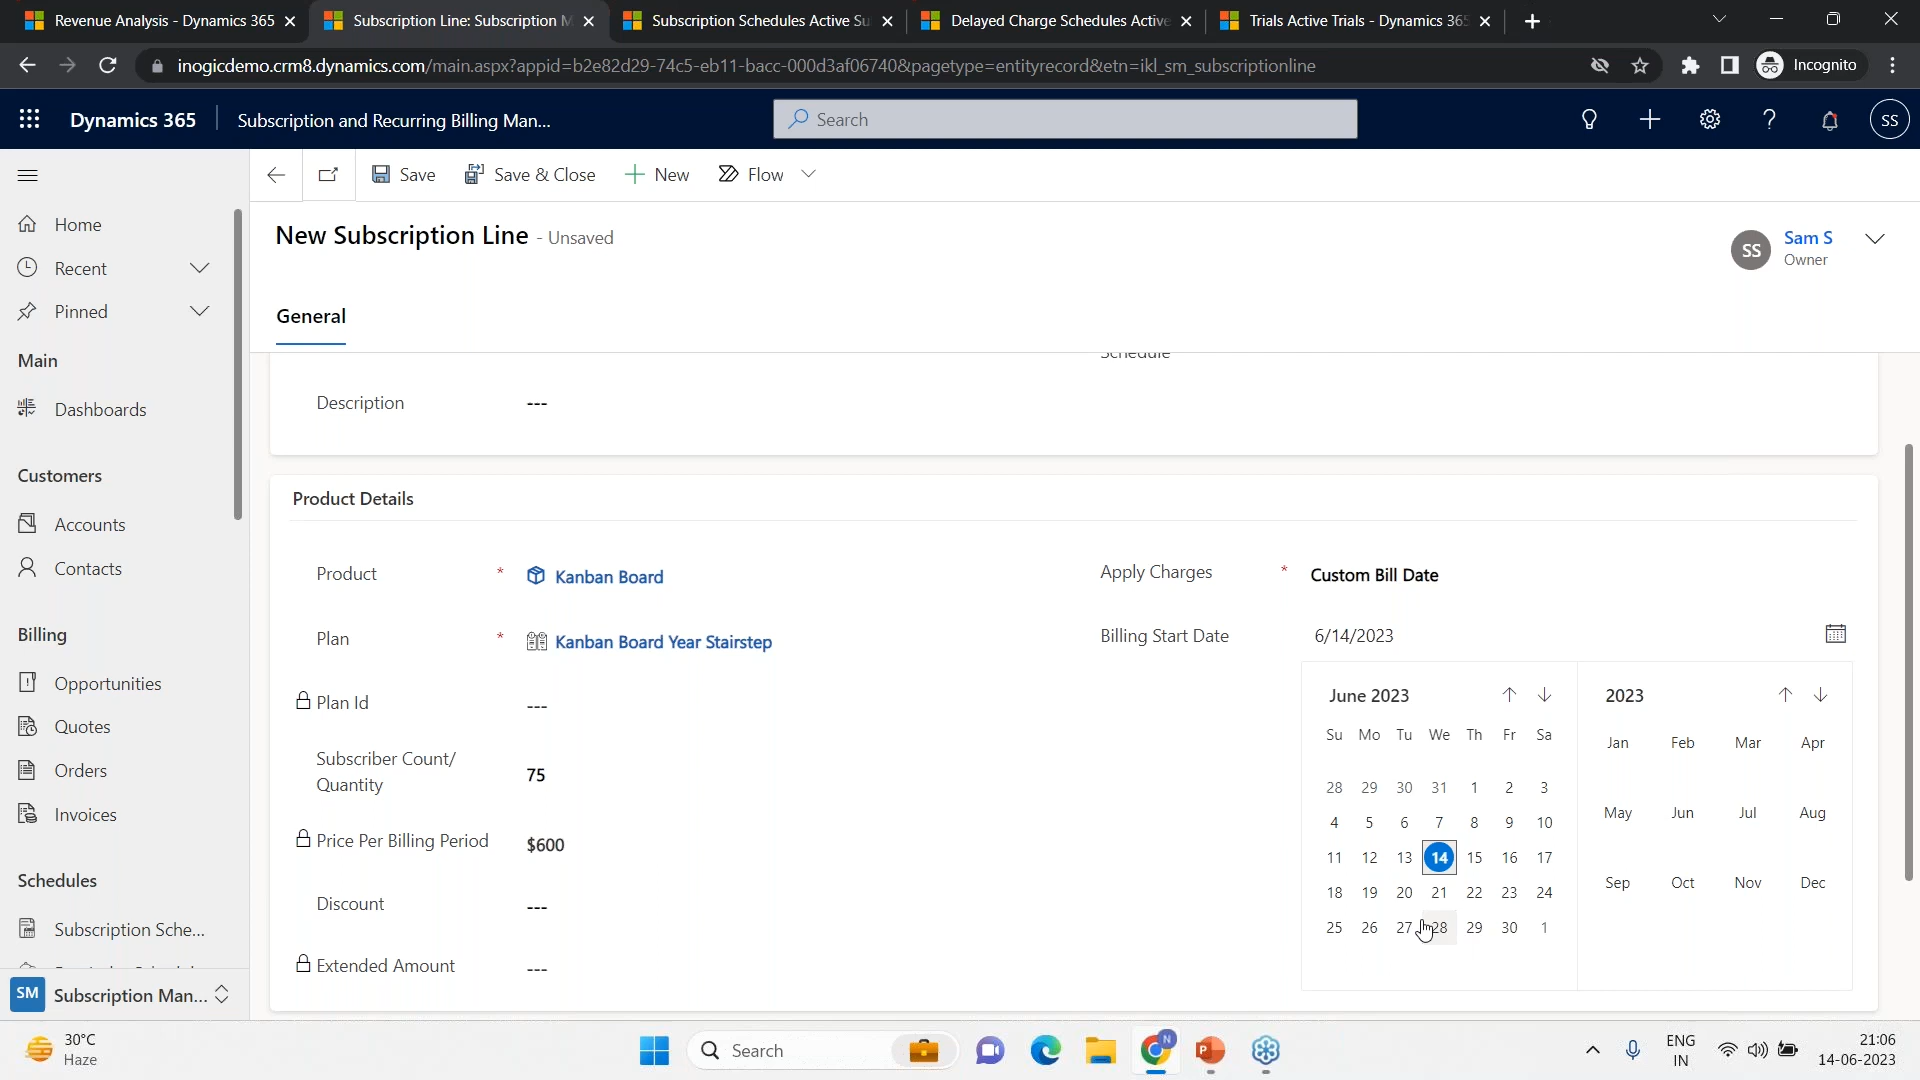 Revenue Analysis - Dynamics 365
Subscription Line: Subscription M
Subscription Schedules Active Su
Delayed Charge Schedules Active
Trials Active Trials - Dynamics 365
inogicdemo.crm8.dynamics.com/main.aspx?appid=b2e82d29-74c5-eb11-bacc-000d3af06740&pagetype=entityrecord&etn=ikl_sm_subscriptionline
Incognito
Dynamics 365
Subscription and Recurring Billing Man...
Search
SS
Save
Save & Close
New
Flow
Home
Recent
Pinned
Main
Dashboards
Customers
Accounts
Contacts
Billing
Opportunities
Quotes
Orders
Invoices
Schedules
Subscription Sche...
SM Subscription Man...
New Subscription Line - Unsaved
SS
Sam S
Owner
General
Schedule
Description ---
Product Details
Product * Kanban Board
Plan * Kanban Board Year Stairstep
Plan Id ---
Subscriber Count/
Quantity
75
Price Per Billing Period $600
Discount ---
Extended Amount ---
Apply Charges * Custom Bill Date
Billing Start Date 6/14/2023
June 2023
Su Mo Tu We Th Fr Sa
28 29 30 31 1 2 3
4 5 6 7 8 9 10
11 12 13 14 15 16 17
18 19 20 21 22 23 24
25 26 27 28 29 30 1
2023
Jan Feb Mar Apr
May Jun Jul Aug
Sep Oct Nov Dec
30°C
Haze
Search
N
P
ENG
IN
21:06
14-06-2023